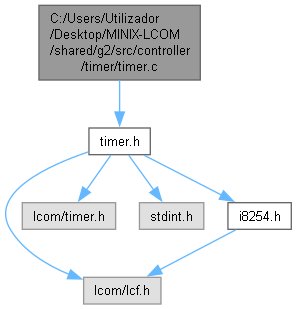 C:/Users/Utilizador
/Desktop/MINIX-LCOM
/shared/g2/src/controller
/timer/timer.c
timer.h
lcom/timer.h
stdint.h
i8254.h
lcom/lcf.h